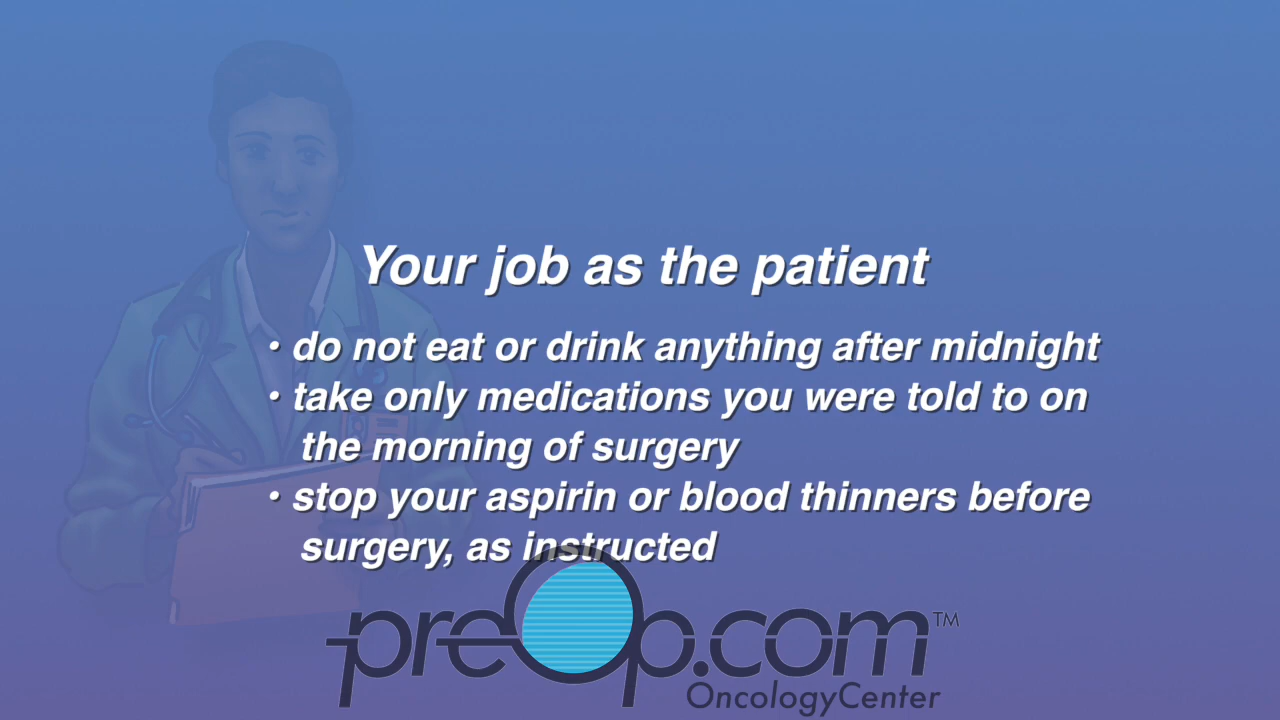 Your job as the patient
• do not eat or drink anything after midnight
• take only medications you were told to on
the morning of surgery
• stop your aspirin or blood thinners before
surgery, as instructed
preOp.com™
OncologyCenter